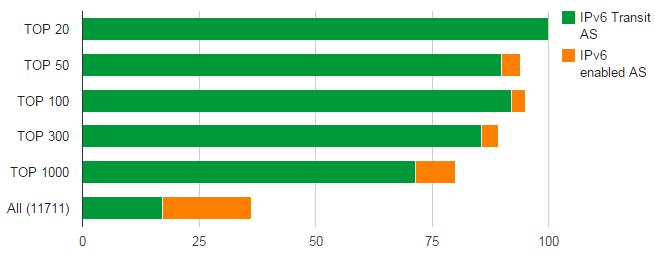 TOP 20
TOP 50
TOP 100
TOP 300
TOP 1000
All (11711)
0 25 50 75 100
IPv6 Transit
AS
IPv6
enabled AS